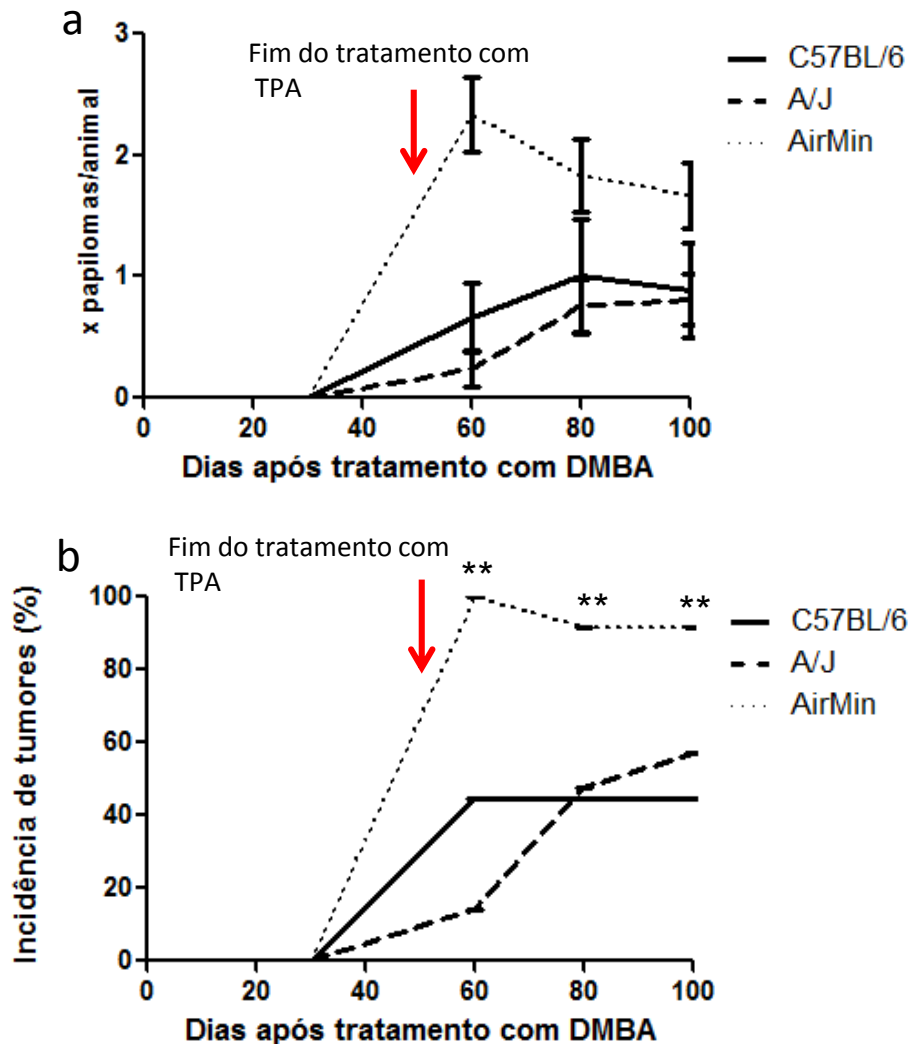 a
Fim do tratamento com
TPA
C57BL/6
A/J
AirMin
3
2
1
0
x papilomas/animal
0 20 40 60 80 100
Dias após tratamento com DMBA
b
Fim do tratamento com
TPA
** ** **
C57BL/6
A/J
AirMin
100
80
60
40
20
0
Incidência de tumores (%)
0 20 40 60 80 100
Dias após tratamento com DMBA